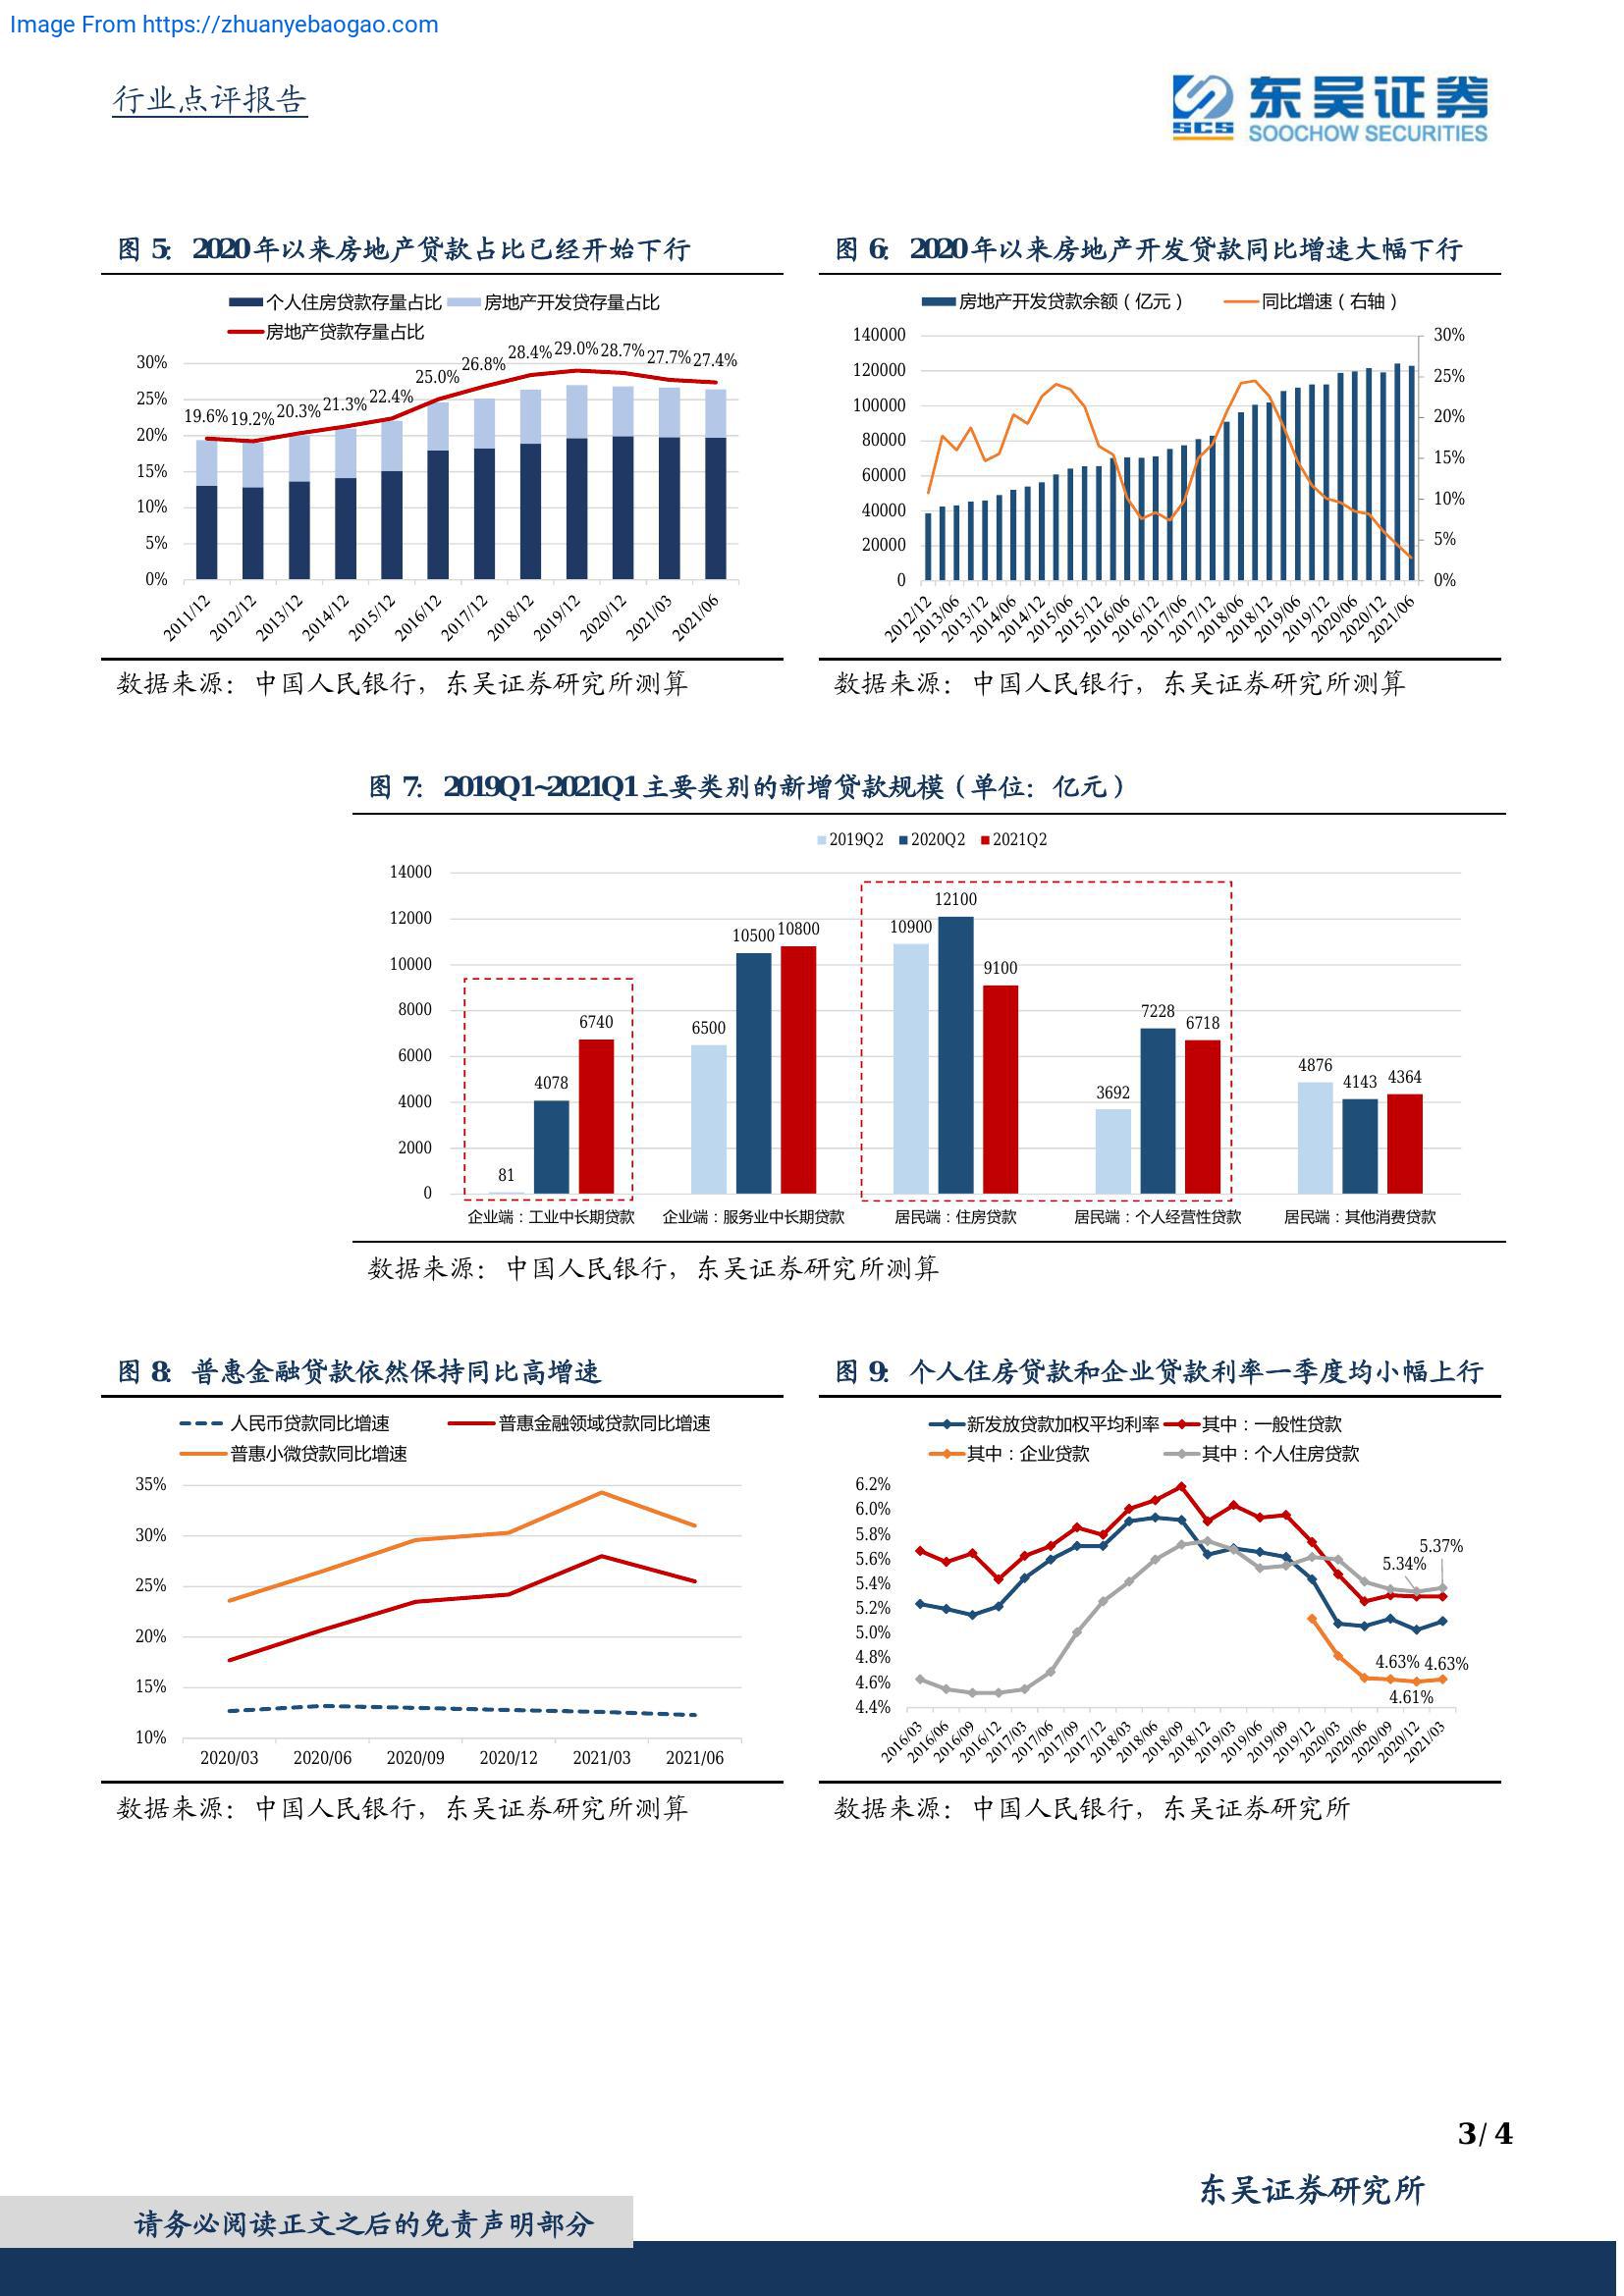 Image From https://zhuanyebaogao.com
行业点评报告
SCS
东吴证券
SOOCHOW SECURITIES
图 5: 2020年以来房地产贷款占比已经开始下行
个人住房贷款存量占比 房地产开发贷存量占比
房地产贷款存量占比
19.6% 19.2% 20.3% 21.3% 22.4% 25.0% 26.8% 28.4% 29.0% 28.7% 27.7% 27.4%
30%
25%
20%
15%
10%
5%
0%
2011/12 2012/12 2013/12 2014/12 2015/12 2016/12 2017/12 2018/12 2019/12 2020/12 2021/03 2021/06
数据来源：中国人民银行，东吴证券研究所测算
图 6: 2020年以来房地产开发贷款同比增速大幅下行
房地产开发贷款余额（亿元） 同比增速（右轴）
140000 30%
120000 25%
100000 20%
80000
60000 15%
40000 10%
20000 5%
0 0%
2012/12 2013/06 2013/12 2014/06 2014/12 2015/06 2015/12 2016/06 2016/12 2017/06 2017/12 2018/06 2018/12 2019/06 2019/12 2020/06 2020/12 2021/06
数据来源：中国人民银行，东吴证券研究所测算
图 7: 2019Q1~2021Q1主要类别的新增贷款规模（单位：亿元）
2019Q2 2020Q2 2021Q2
14000
12000
10000
8000
6000
4000
2000
0
81 4078 6740
6500 10500 10800
10900 12100 9100
3692 7228 6718
4876 4143 4364
企业端：工业中长期贷款 企业端：服务业中长期贷款 居民端：住房贷款 居民端：个人经营性贷款 居民端：其他消费贷款
数据来源：中国人民银行，东吴证券研究所测算
图 8: 普惠金融贷款依然保持同比高增速
人民币贷款同比增速 普惠金融领域贷款同比增速
普惠小微贷款同比增速
35%
30%
25%
20%
15%
10%
2020/03 2020/06 2020/09 2020/12 2021/03 2021/06
数据来源：中国人民银行，东吴证券研究所测算
图 9: 个人住房贷款和企业贷款利率一季度均小幅上行
新发放贷款加权平均利率 其中：一般性贷款
其中：企业贷款 其中：个人住房贷款
6.2%
6.0%
5.8%
5.6%
5.4%
5.2%
5.0%
4.8%
4.6%
4.4%
5.34% 5.37%
4.63% 4.63%
4.61%
2016/03 2016/06 2016/09 2016/12 2017/03 2017/06 2017/09 2017/12 2018/03 2018/06 2018/09 2018/12 2019/03 2019/06 2019/09 2019/12 2020/03 2020/06 2020/09 2020/12 2021/03
数据来源：中国人民银行，东吴证券研究所
3 / 4
东吴证券研究所
请务必阅读正文之后的免责声明部分